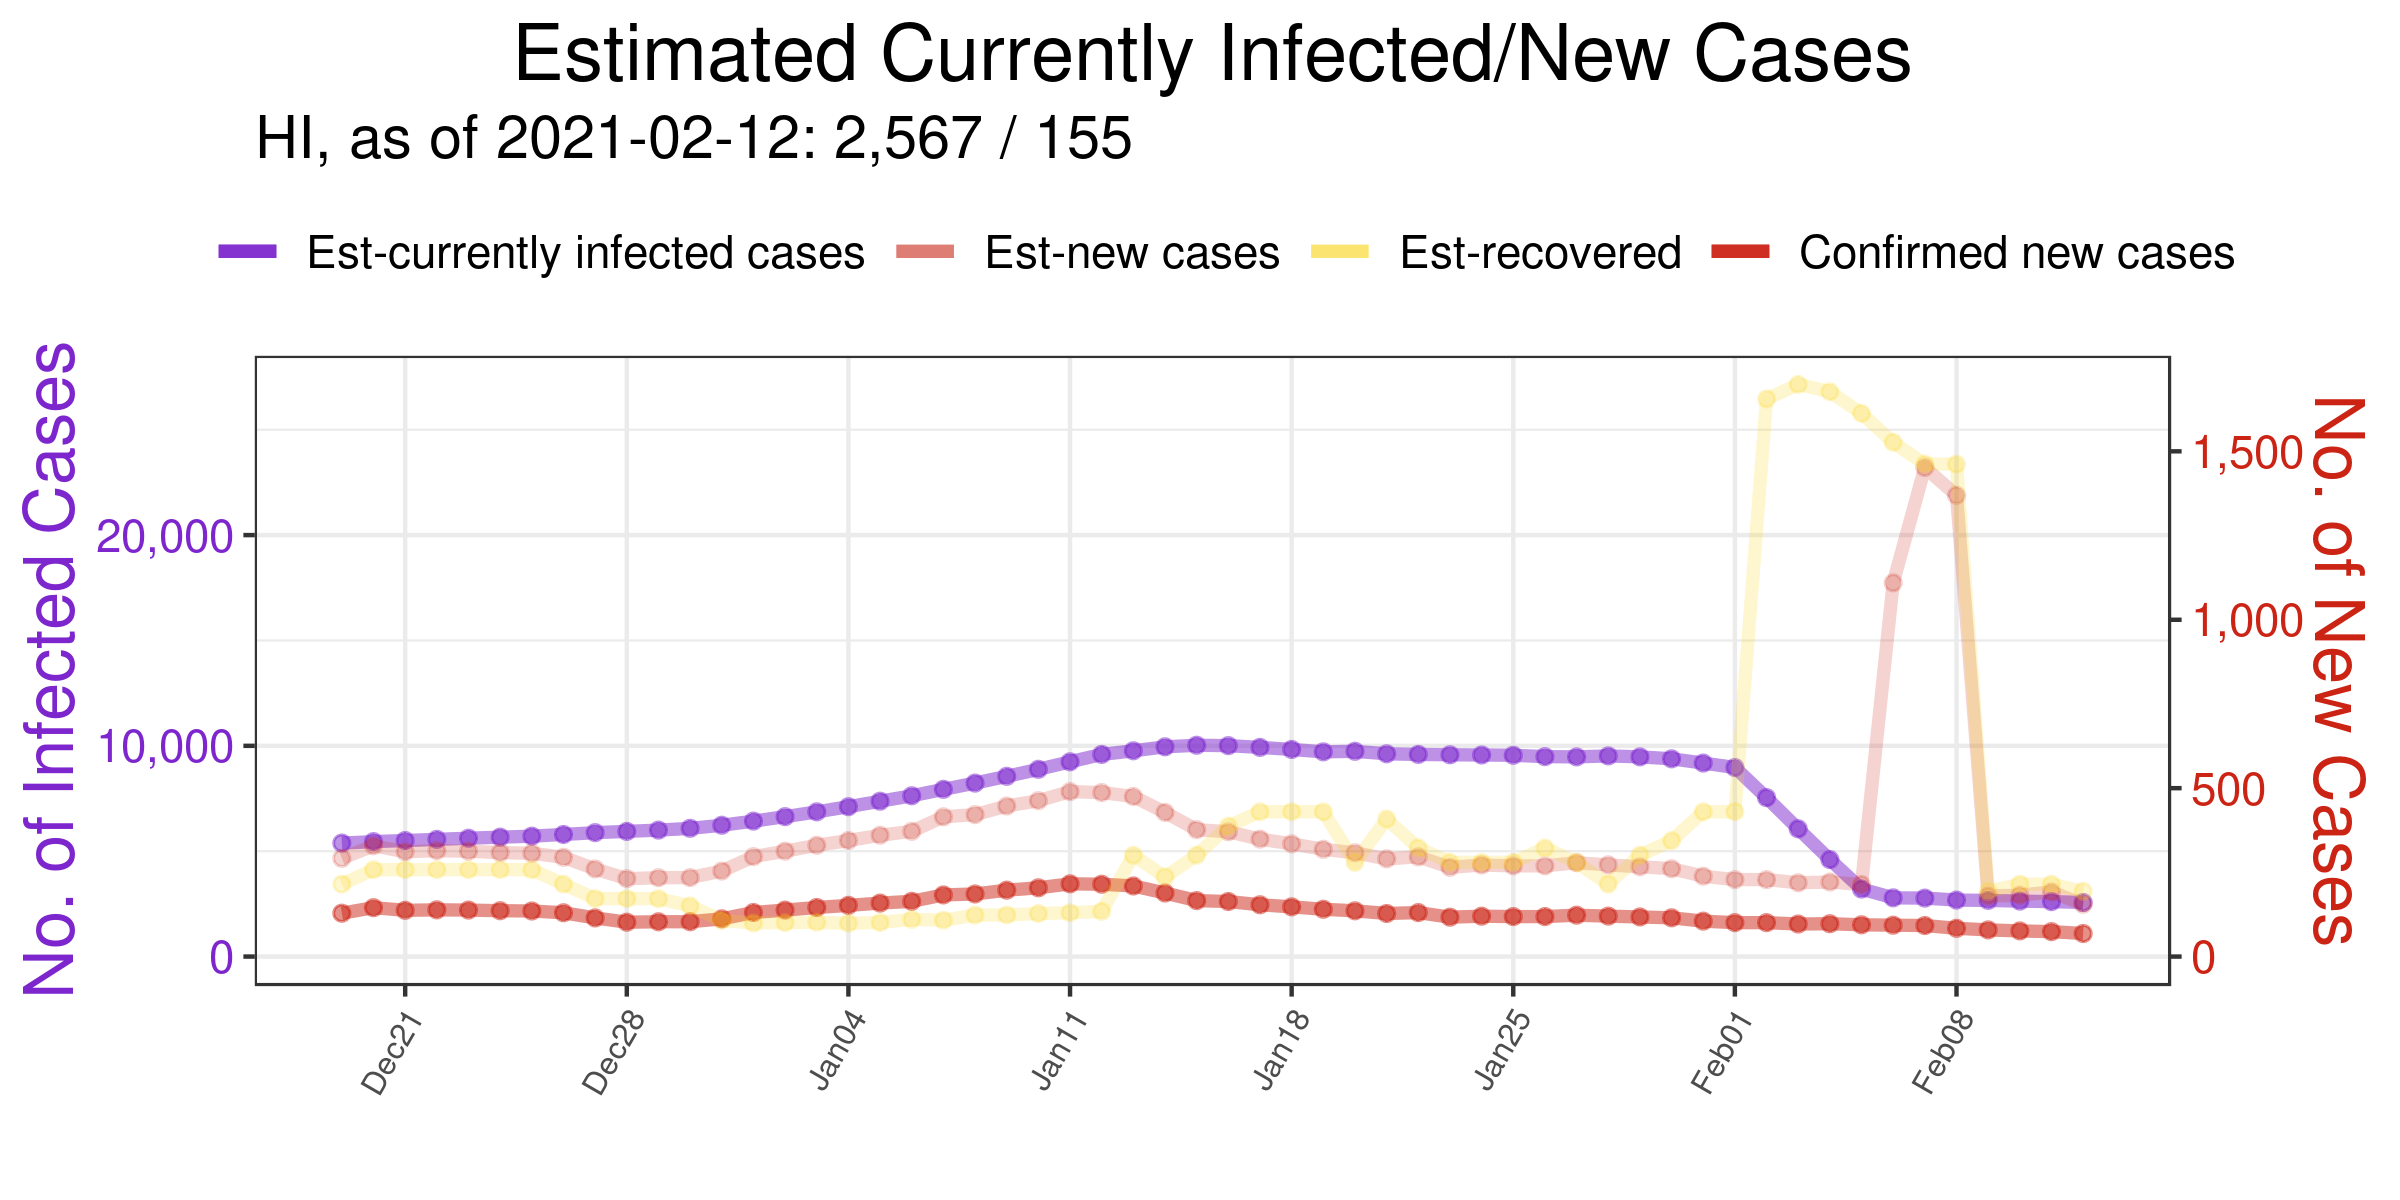 Estimated Currently Infected/New Cases
HI, as of 2021-02-12: 2,567 / 155
Est-currently infected cases
Est-new cases
Est-recovered
Confirmed new cases
No. of Infected Cases
20,000
10,000
0
1,500
1,000
500
0
No. of New Cases
Dec21
Dec28
Jan04
Jan11
Jan18
Jan25
Feb01
Feb08